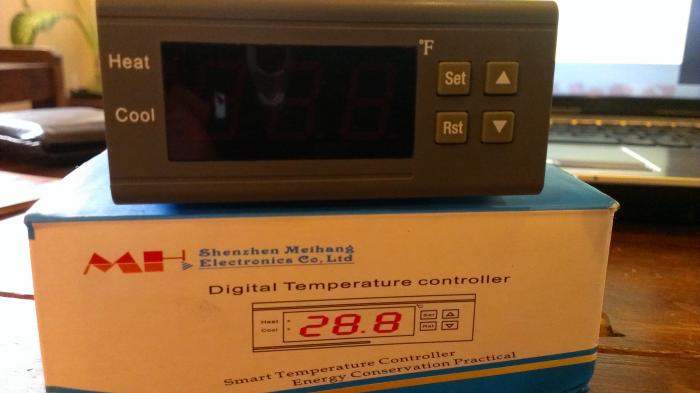 °F
Heat
Set
Cool
Rst
MH
Shenzhen Meihang
Electronics Co, Ltd
Digital Temperature controller
°C
Heat
Cool
28.8
Set
Rst
Smart Temperature Controller
Energy Conservation Practical